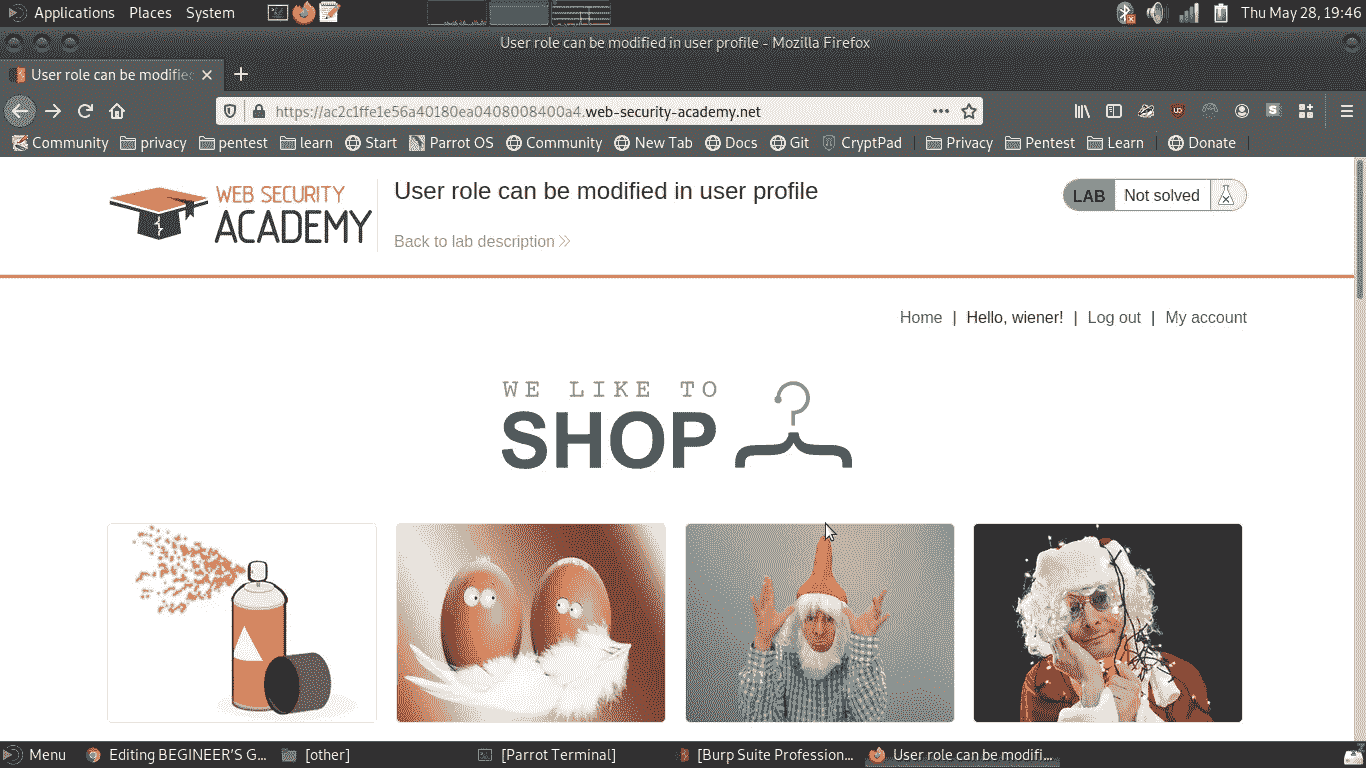 Applications Places System Thu May 28, 19:46
User role can be modified in user profile - Mozilla Firefox
User role can be modified
https://ac2c1ffe1e56a40180ea0408008400a4.web-security-academy.net
Community privacy pentest learn Start Parrot OS Community New Tab Docs Git CryptPad Privacy Pentest Learn Donate
WEB SECURITY
ACADEMY
User role can be modified in user profile
Back to lab description
LAB Not solved
Home | Hello, wiener! | Log out | My account
WE LIKE TO
SHOP
Menu Editing BEGINEER'S G... [other] [Parrot Terminal] [Burp Suite Profession... User role can be modifi...